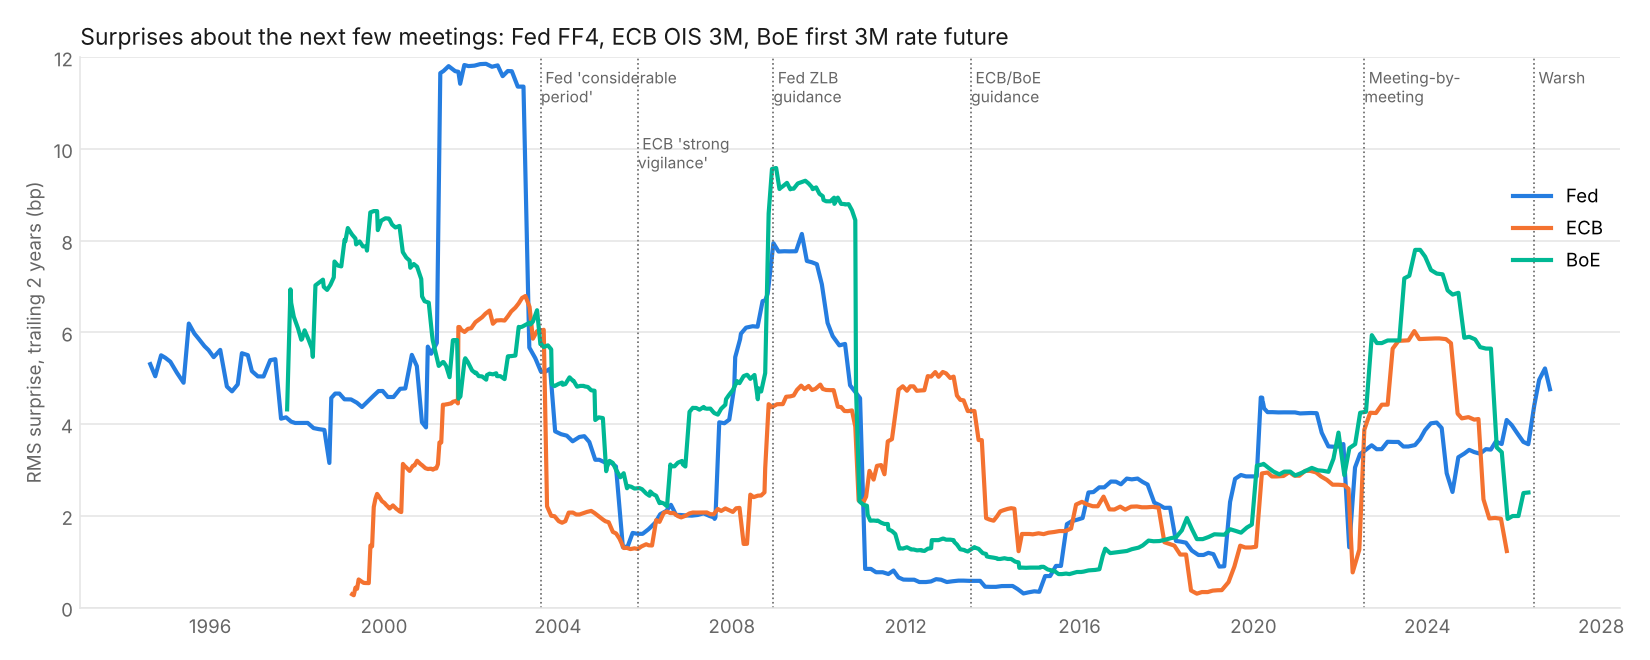 Surprises about the next few meetings: Fed FF4, ECB OIS 3M, BoE first 3M rate future
RMS surprise, trailing 2 years (bp)
12
10
8
6
4
2
0
Fed 'considerable
period'
ECB 'strong
vigilance'
Fed ZLB
guidance
ECB/BoE
guidance
Meeting-by-
meeting
Warsh
Fed
ECB
BoE
1996
2000
2004
2008
2012
2016
2020
2024
2028